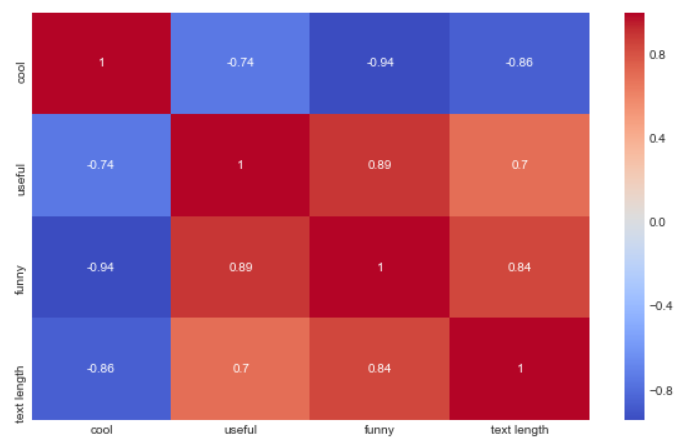 cool 1 -0.74 -0.94 -0.86
useful -0.74 1 0.89 0.7
funny -0.94 0.89 1 0.84
text length -0.86 0.7 0.84 1
cool useful funny text length
0.8
0.4
0.0
−0.4
−0.8